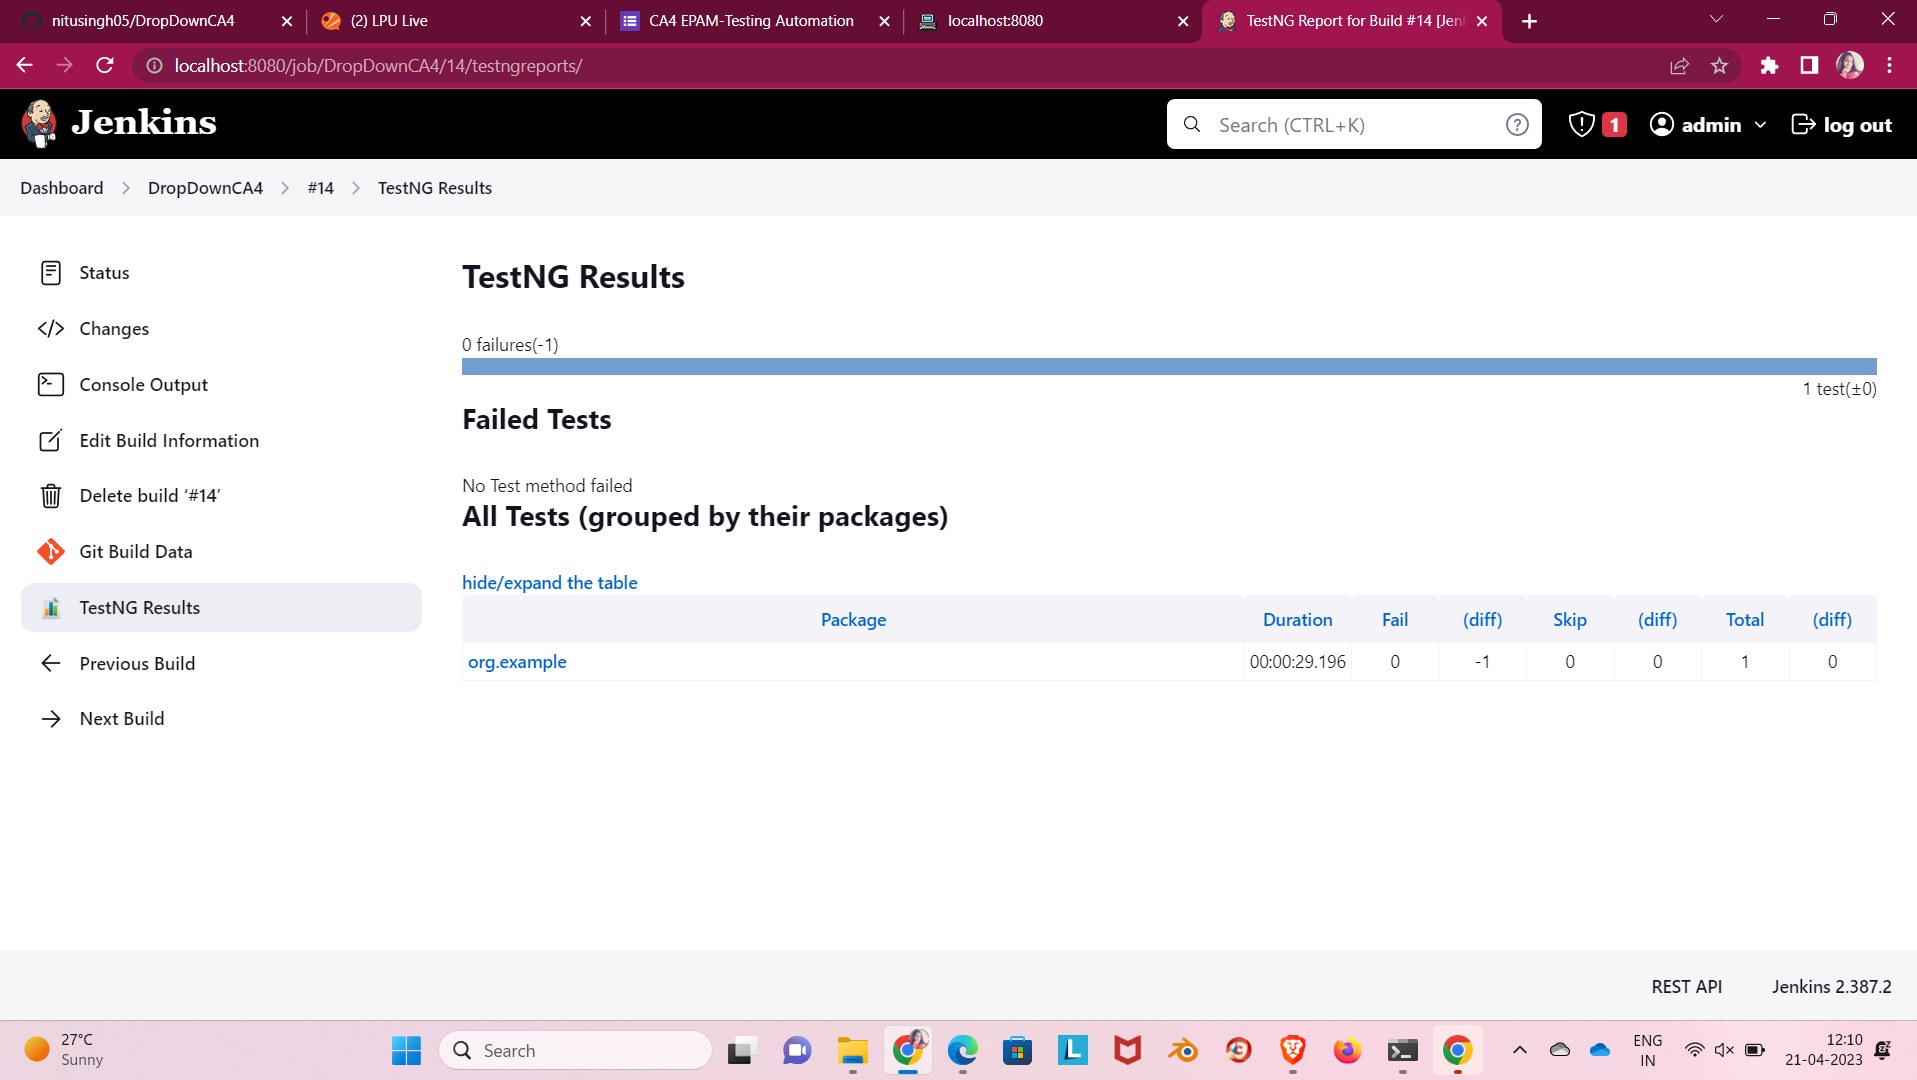 nitusingh05/DropDownCA4
(2) LPU Live
CA4 EPAM-Testing Automation
localhost:8080
TestNG Report for Build #14 [Jen
localhost:8080/job/DropDownCA4/14/testngreports/
Jenkins
Search (CTRL+K)
1
admin
log out
Dashboard
DropDownCA4
#14
TestNG Results
Status
Changes
Console Output
Edit Build Information
Delete build ‘#14’
Git Build Data
TestNG Results
Previous Build
Next Build
TestNG Results
0 failures(-1)
1 test(±0)
Failed Tests
No Test method failed
All Tests (grouped by their packages)
hide/expand the table
Package Duration Fail (diff) Skip (diff) Total (diff)
org.example 00:00:29.196 0 -1 0 0 1 0
REST API
Jenkins 2.387.2
27°C
Sunny
Search
ENG
IN
12:10
21-04-2023